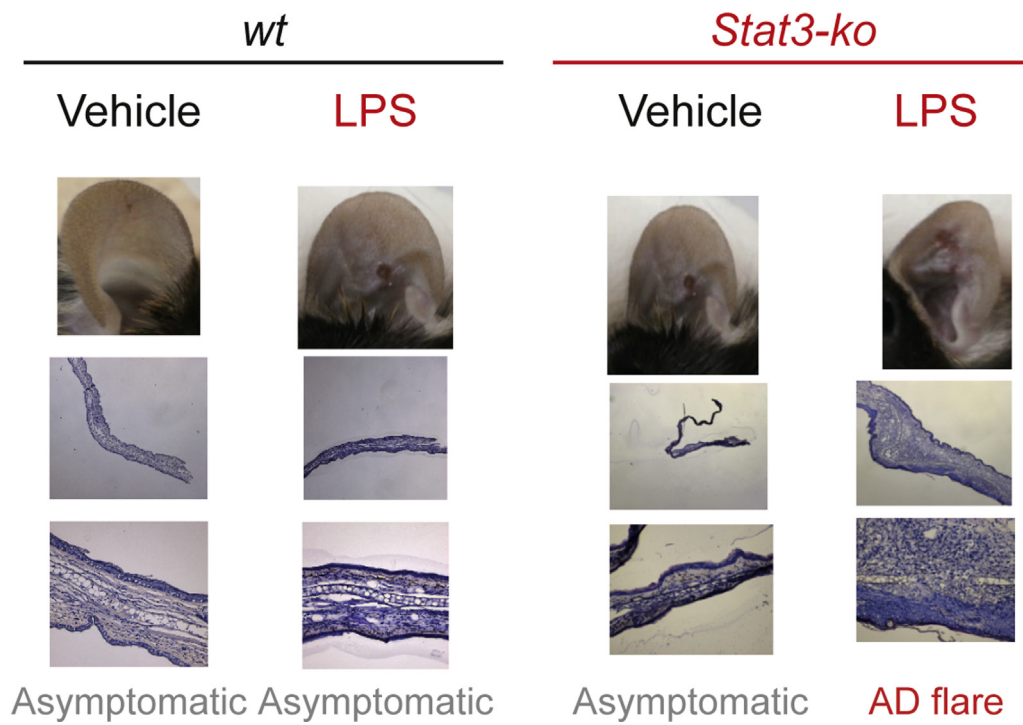 wt Stat3-ko
Vehicle LPS Vehicle LPS
Asymptomatic Asymptomatic Asymptomatic AD flare